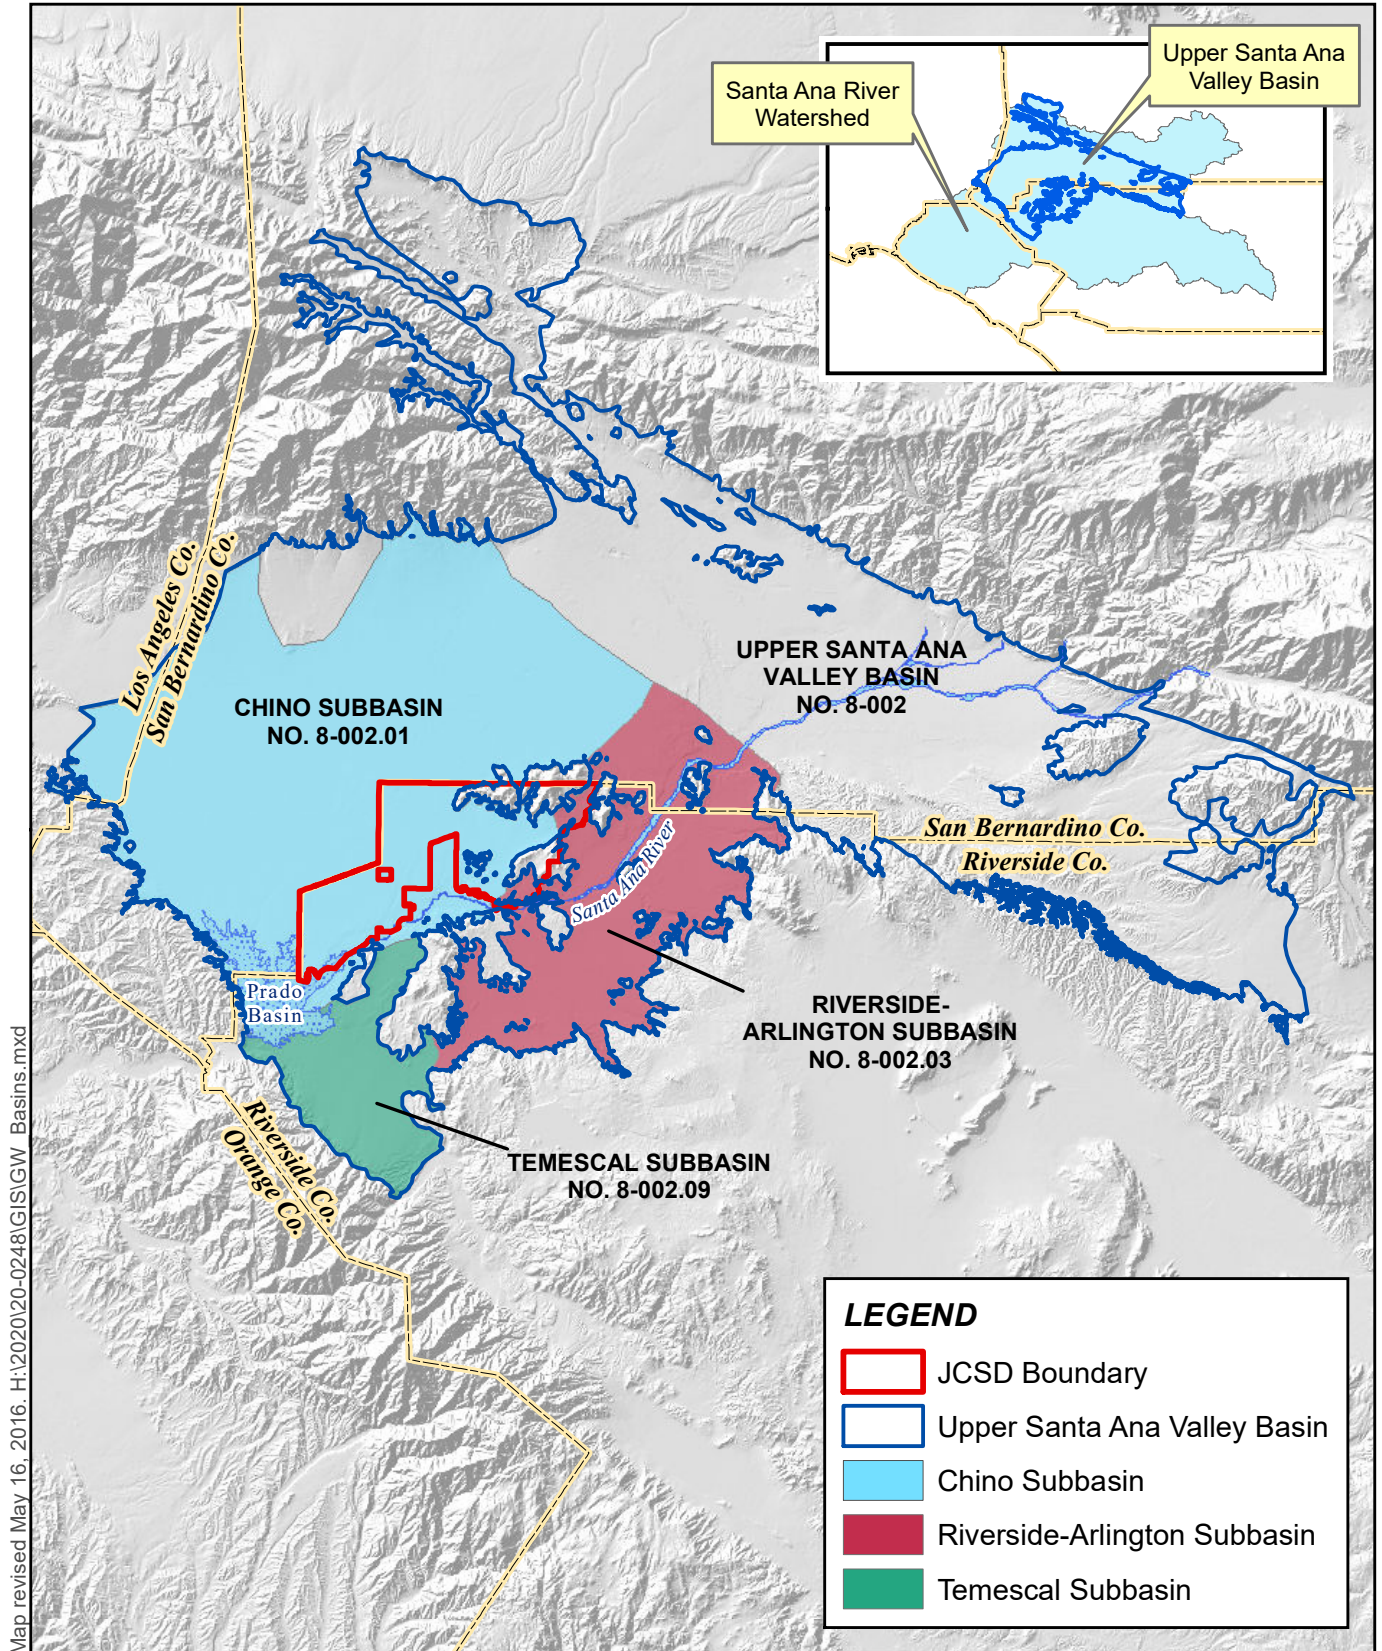 Santa Ana River
Watershed
Upper Santa Ana
Valley Basin
Los Angeles Co.
San Bernardino Co.
UPPER SANTA ANA
VALLEY BASIN
NO. 8-002
CHINO SUBBASIN
NO. 8-002.01
San Bernardino Co.
Riverside Co.
Santa Ana River
Prado
Basin
RIVERSIDE-
ARLINGTON SUBBASIN
NO. 8-002.03
Riverside Co.
Orange Co.
TEMESCAL SUBBASIN
NO. 8-002.09
LEGEND
JCSD Boundary
Upper Santa Ana Valley Basin
Chino Subbasin
Riverside-Arlington Subbasin
Temescal Subbasin
Map revised May 16, 2016. H:\2020\20-0248\GIS\GW_Basins.mxd